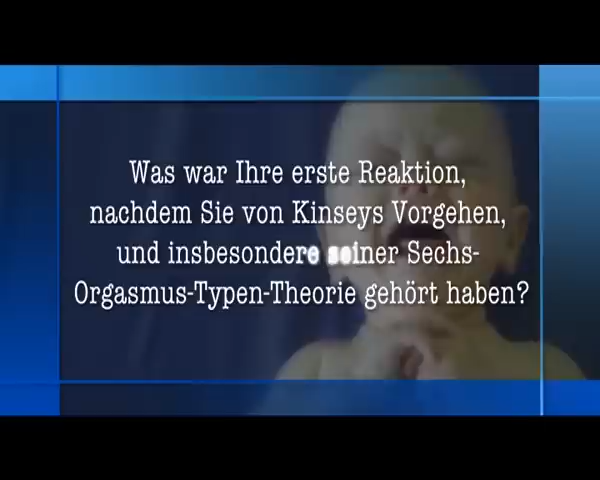 Was war Ihre erste Reaktion,
nachdem Sie von Kinseys Vorgehen,
und insbesondere seiner Sechs-
Orgasmus-Typen-Theorie gehört haben?